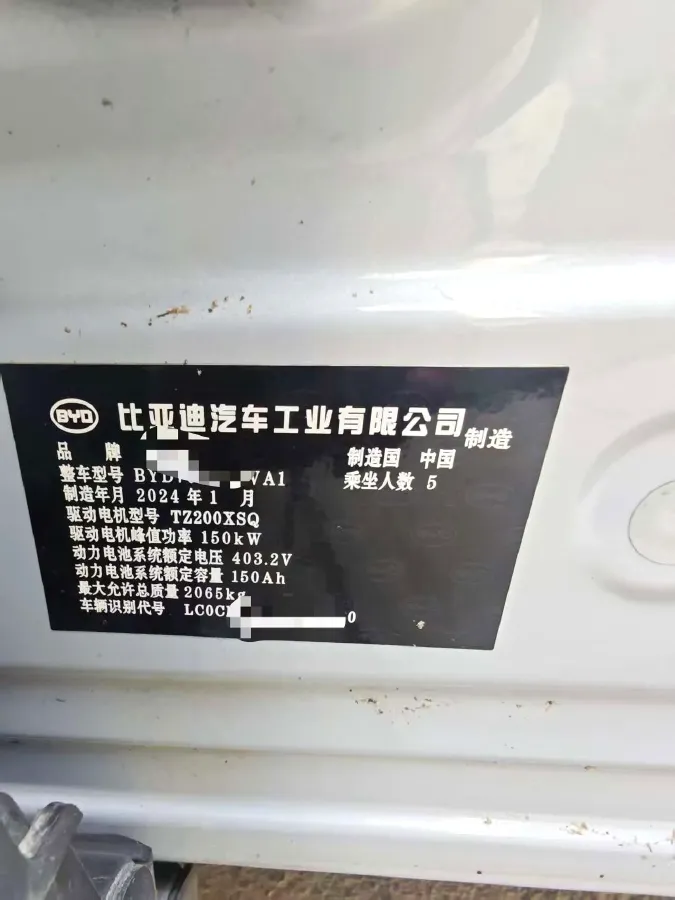 BYD 比亚迪汽车工业有限公司 制造
品 牌 制造国 中国
整车型号 BYD VA1 乘坐人数 5
制造年月 2024 年 1 月
驱动电机型号 TZ200XSQ
驱动电机峰值功率 150kW
动力电池系统额定电压 403.2V
动力电池系统额定容量 150Ah
最大允许总质量 2065kg
车辆识别代号 LC0C 0